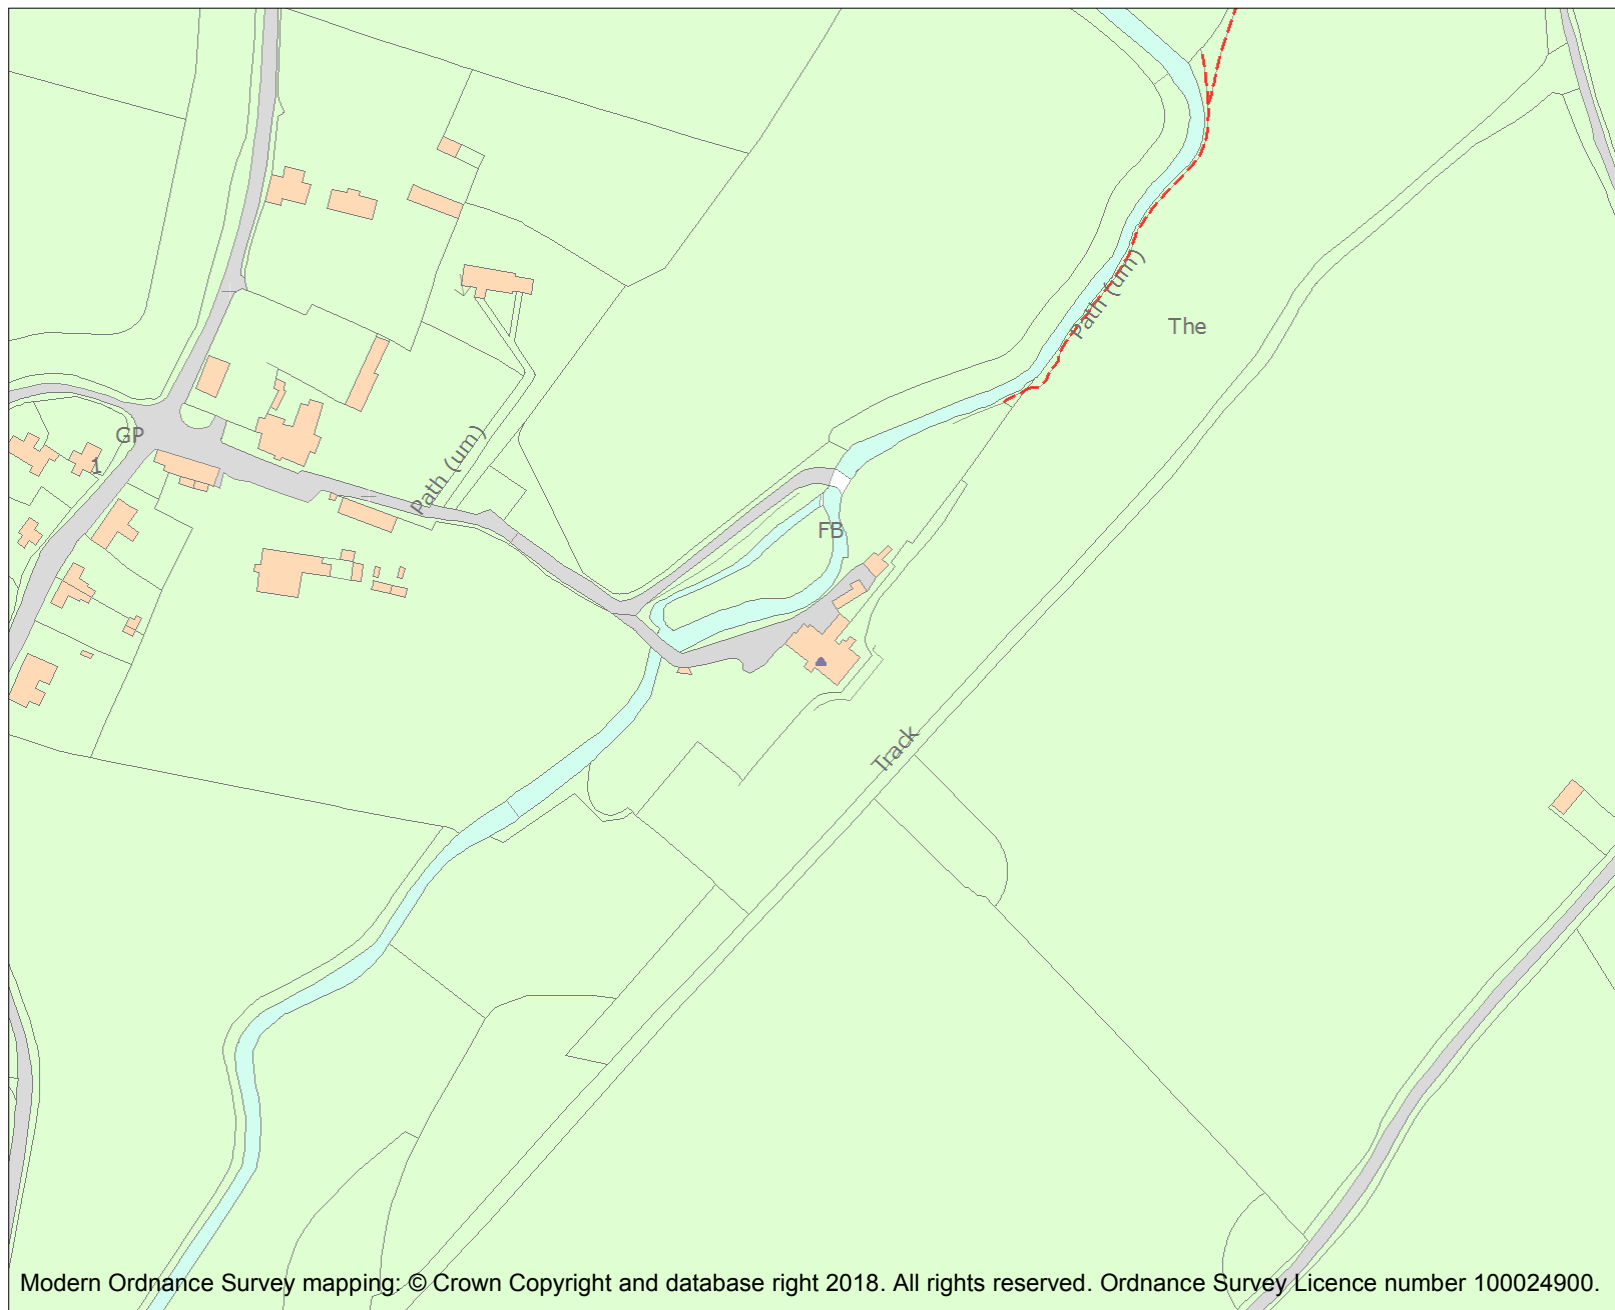 Path (um)
The
GP
1
Path (um)
FB
Track
Modern Ordnance Survey mapping: © Crown Copyright and database right 2018. All rights reserved. Ordnance Survey Licence number 100024900.